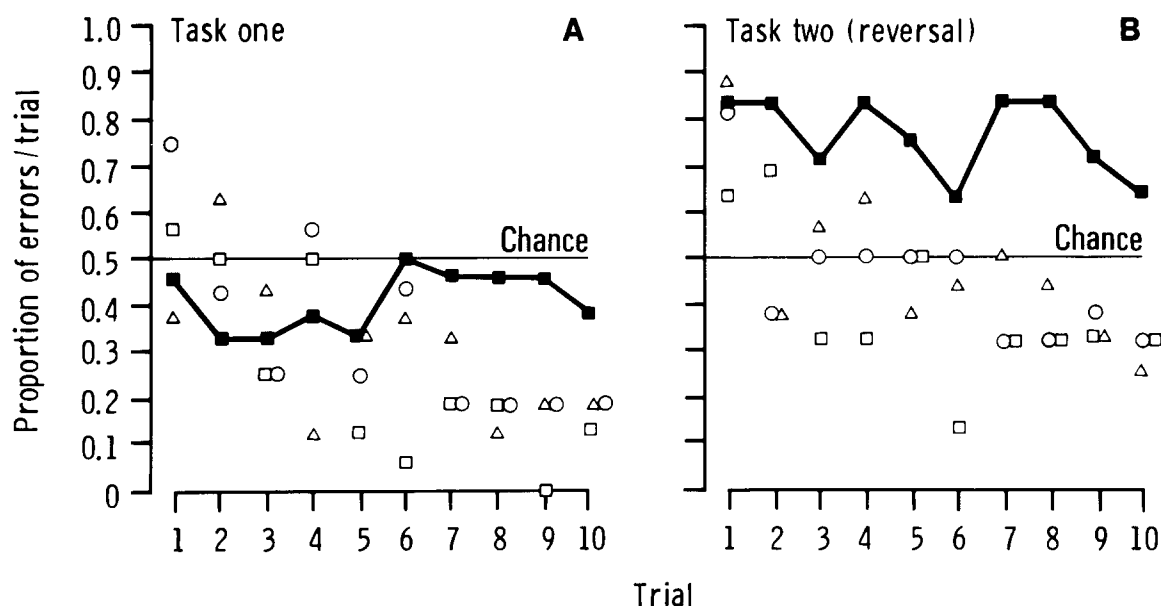 Proportion of errors/trial
1.0
0.9
0.8
0.7
0.6
0.5
0.4
0.3
0.2
0.1
0
Task one
A
Chance
1 2 3 4 5 6 7 8 9 10
Task two (reversal)
B
Chance
1 2 3 4 5 6 7 8 9 10
Trial